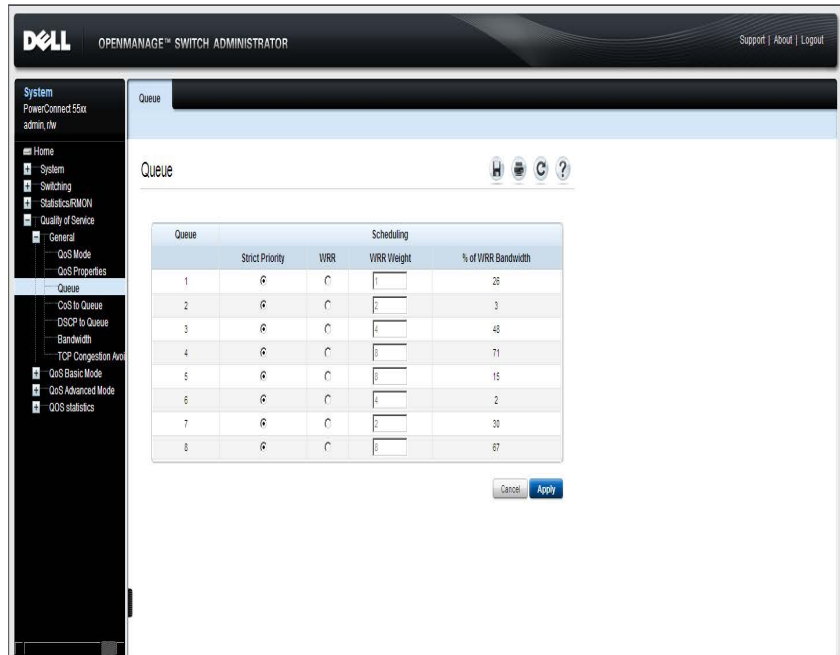 DELL OPENMANAGE™ SWITCH ADMINISTRATOR Support | About | Logout
System
PowerConnect 55xx
admin, r/w
Home
System
Switching
Statistics/RMON
Quality of Service
General
QoS Mode
QoS Properties
Queue
CoS to Queue
DSCP to Queue
Bandwidth
TCP Congestion Avoi
QoS Basic Mode
QoS Advanced Mode
QOS statistics
Queue
Queue
Queue Scheduling
Strict Priority WRR WRR Weight % of WRR Bandwidth
1 1 26
2 2 3
3 4 48
4 8 71
5 8 15
6 4 2
7 2 30
8 8 67
Cancel Apply